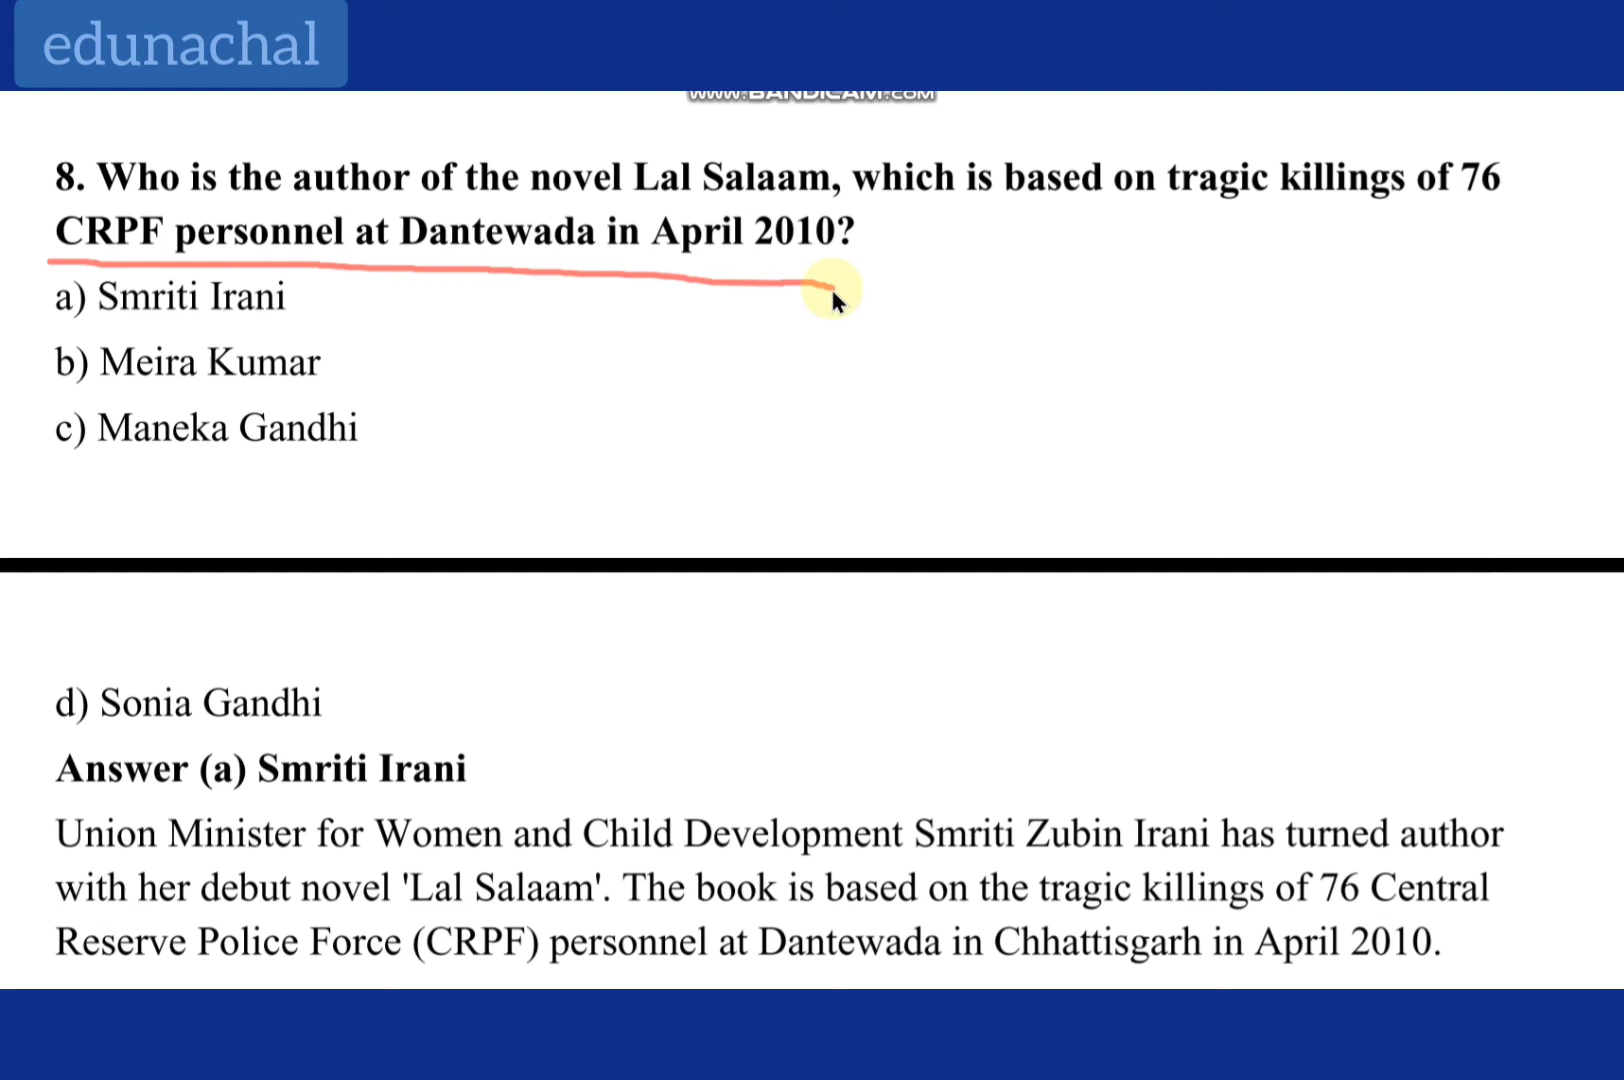 edunachal
WWW.BANDICAM.COM
8. Who is the author of the novel Lal Salaam, which is based on tragic killings of 76
CRPF personnel at Dantewada in April 2010?
a) Smriti Irani
b) Meira Kumar
c) Maneka Gandhi
d) Sonia Gandhi
Answer (a) Smriti Irani
Union Minister for Women and Child Development Smriti Zubin Irani has turned author
with her debut novel 'Lal Salaam'. The book is based on the tragic killings of 76 Central
Reserve Police Force (CRPF) personnel at Dantewada in Chhattisgarh in April 2010.